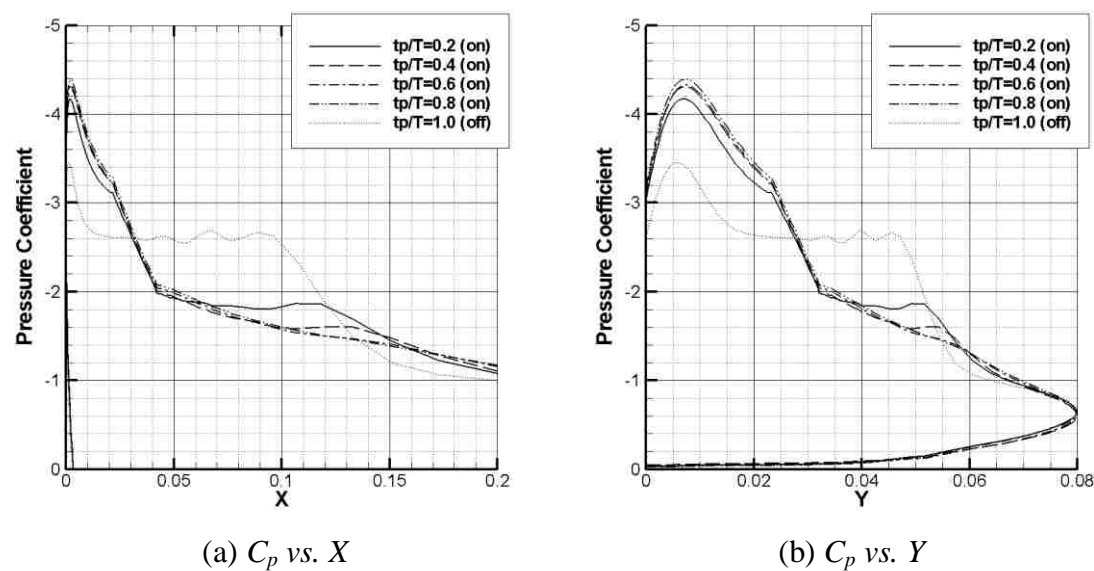 -5
-4
-3
-2
-1
0
Pressure Coefficient
tp/T=0.2 (on)
tp/T=0.4 (on)
tp/T=0.6 (on)
tp/T=0.8 (on)
tp/T=1.0 (off)
0 0.05 0.1 0.15 0.2
X
(a) Cp vs. X
-5
-4
-3
-2
-1
0
Pressure Coefficient
tp/T=0.2 (on)
tp/T=0.4 (on)
tp/T=0.6 (on)
tp/T=0.8 (on)
tp/T=1.0 (off)
0 0.02 0.04 0.06 0.08
Y
(b) Cp vs. Y